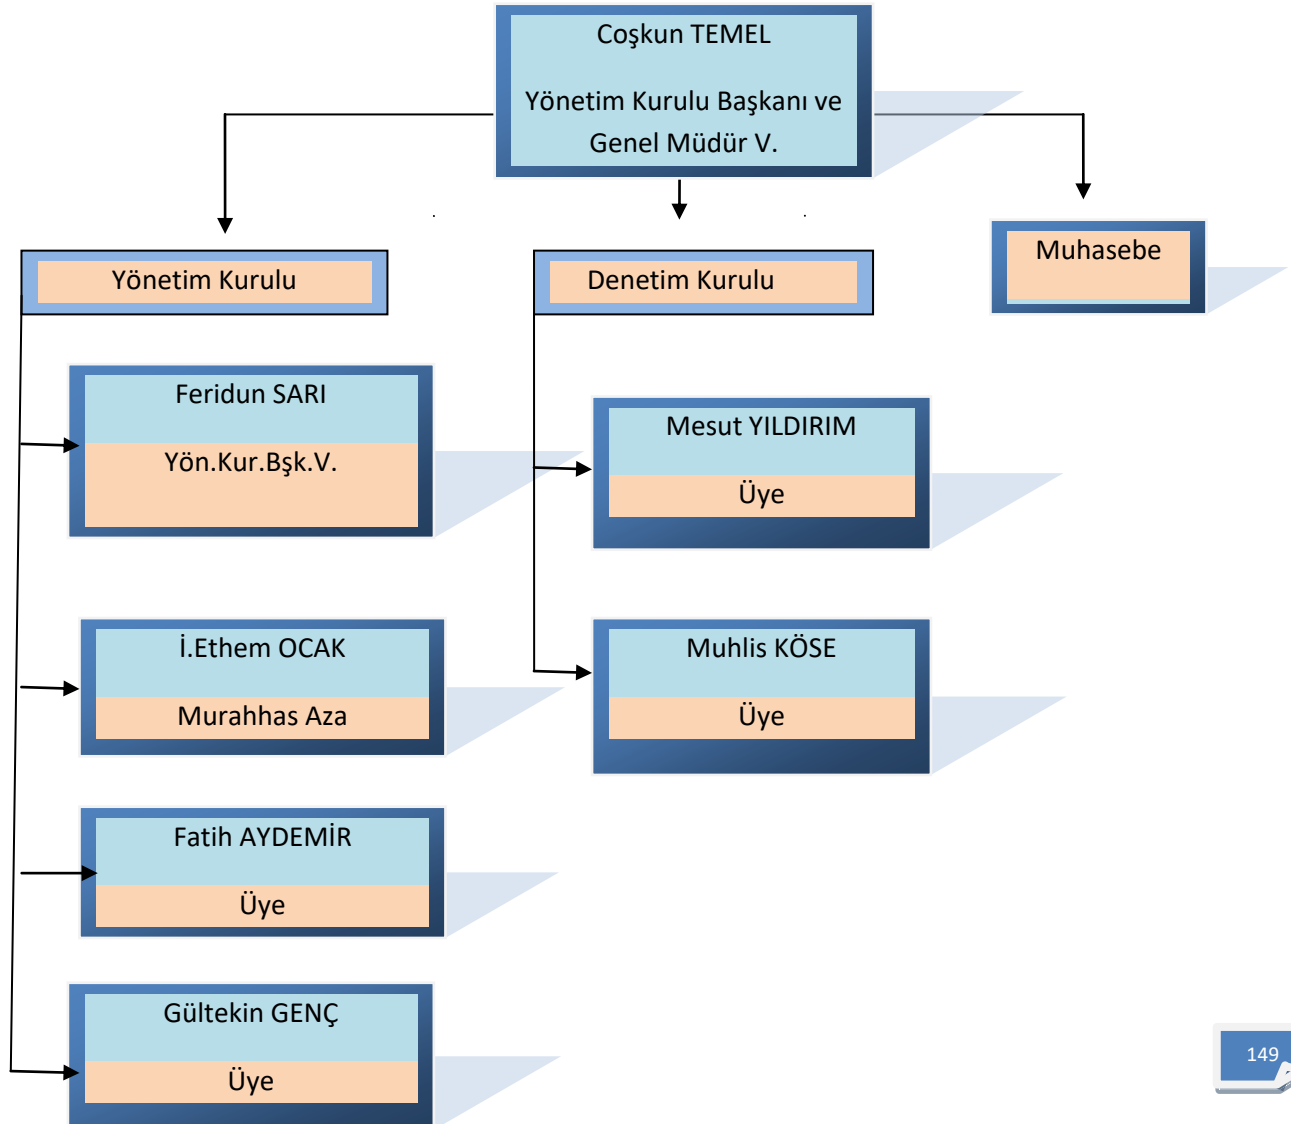 Coşkun TEMEL
Yönetim Kurulu Başkanı ve
Genel Müdür V.
Yönetim Kurulu
Denetim Kurulu
Muhasebe
Feridun SARI
Yön.Kur.Bşk.V.
Mesut YILDIRIM
Üye
İ.Ethem OCAK
Murahhas Aza
Muhlis KÖSE
Üye
Fatih AYDEMİR
Üye
Gültekin GENÇ
Üye
149